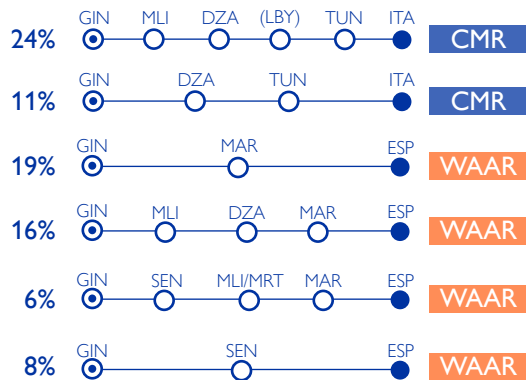 GIN MLI DZA (LBY) TUN ITA
24% CMR
GIN DZA TUN ITA
11% CMR
GIN MAR ESP
19% WAAR
GIN MLI DZA MAR ESP
16% WAAR
GIN SEN MLI/MRT MAR ESP
6% WAAR
GIN SEN ESP
8% WAAR